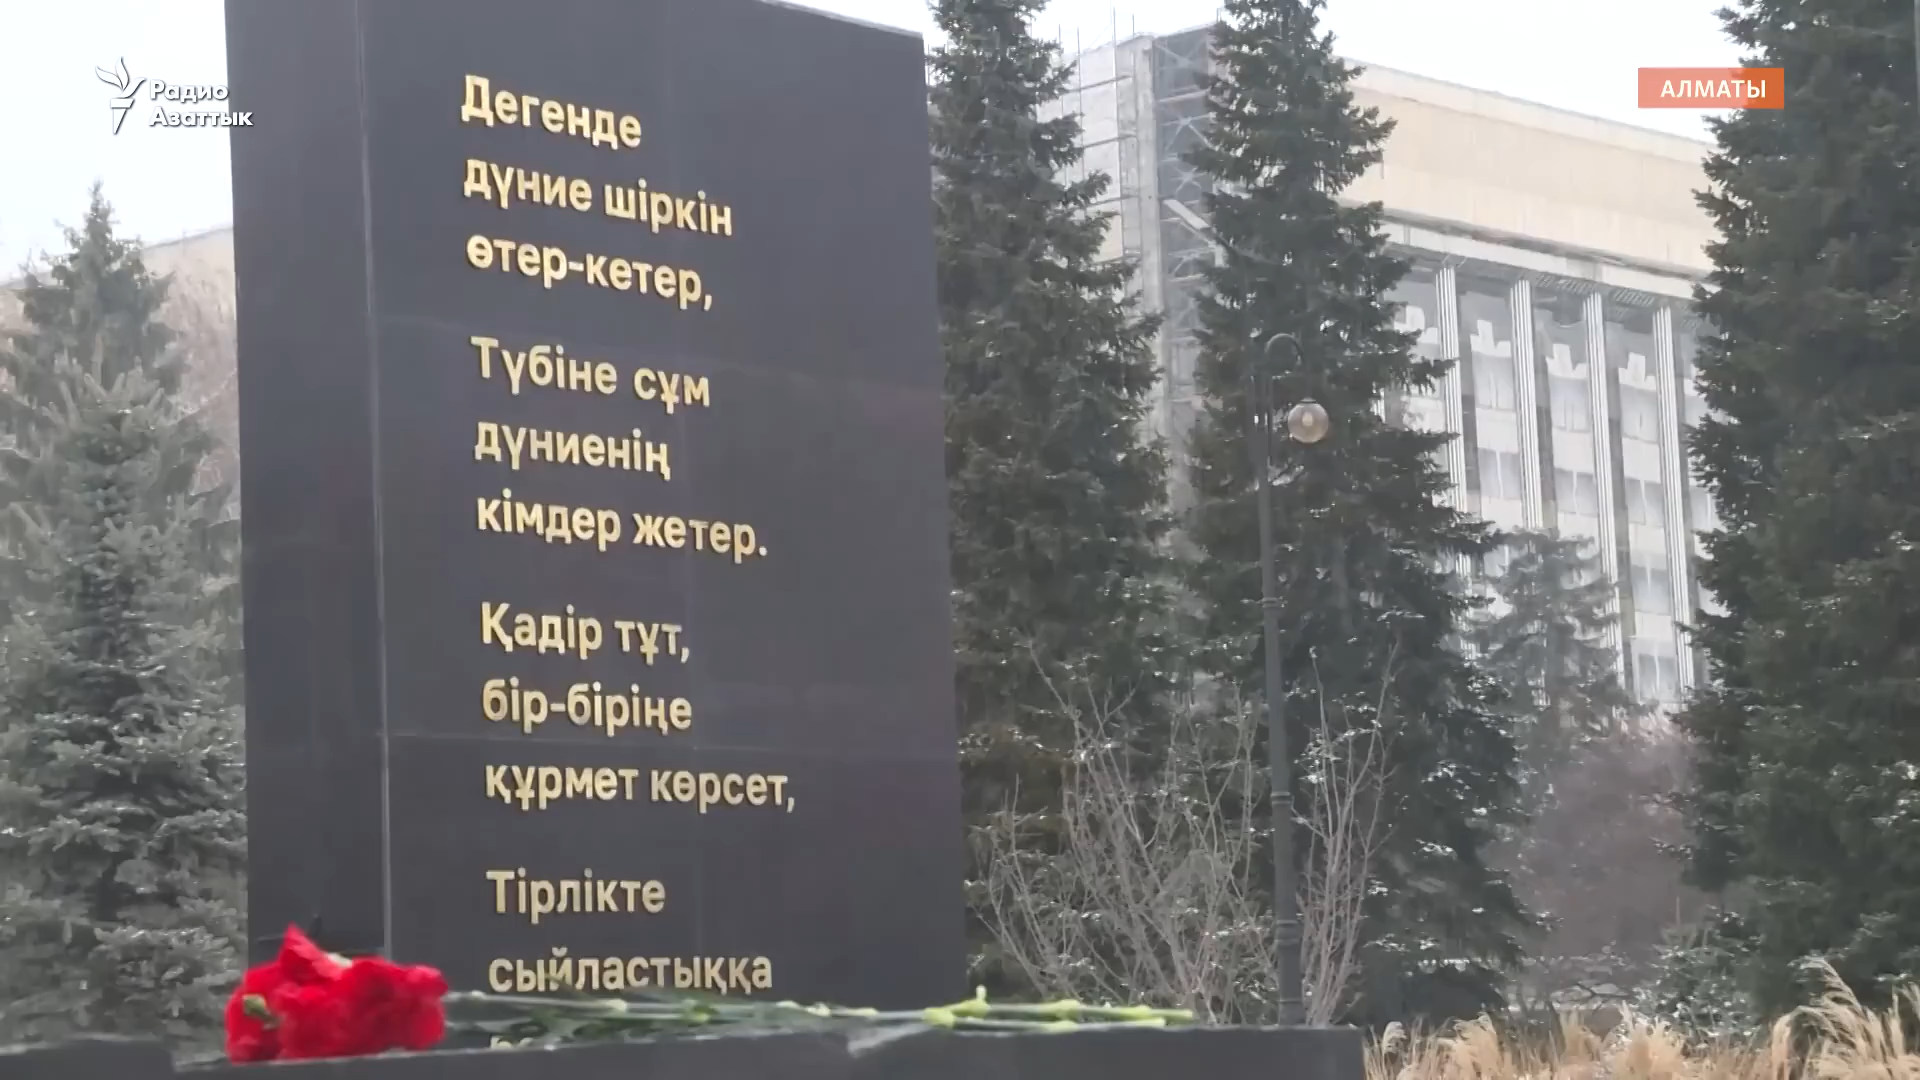 Радио
Азаттык
АЛМАТЫ
Дегенде
дүние шіркін
өтер-кетер,
Түбіне сұм
дүниенің
кімдер жетер.
Қадір тұт,
бір-біріңе
құрмет көрсет,
Тірлікте
сыйластыққа